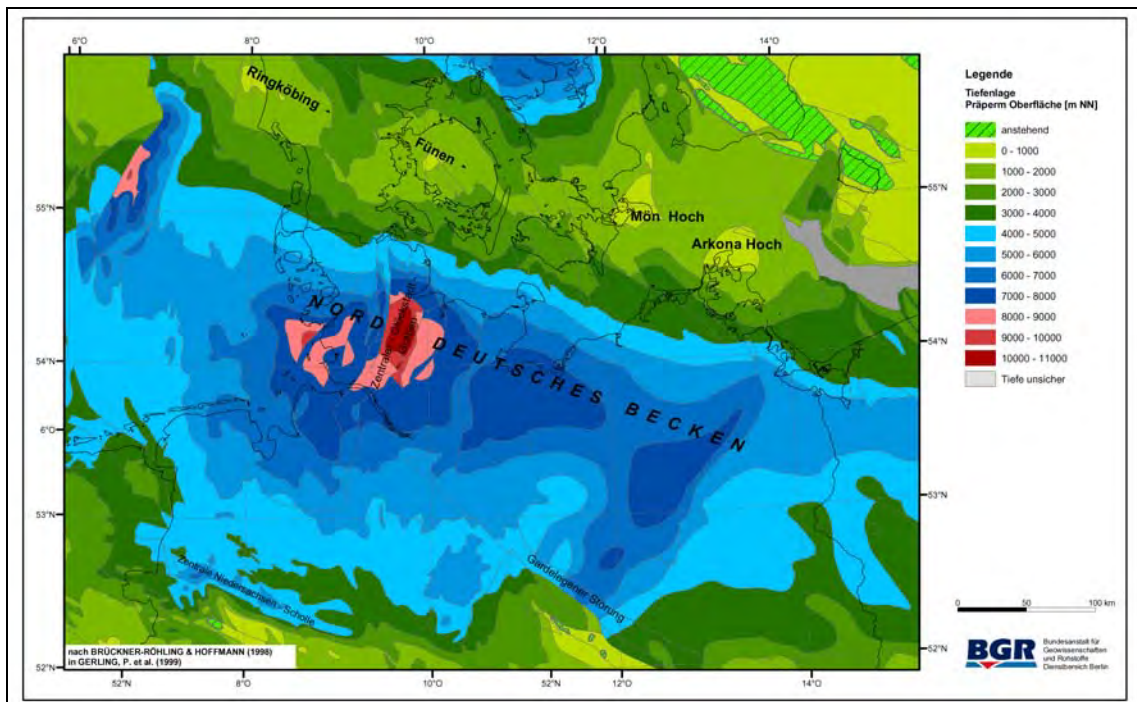 6°O
8°O
10°O
12°O
14°O
Ringköbing -
Fünen -
Mön Hoch
Arkona Hoch
55°N
54°N
6°O
53°N
52°N
55°N
54°N
53°N
52°N
NORDDEUTSCHES BECKEN
Zentrale Niedersachsen - Scholle
Gardelegener Störung
nach BRÜCKNER-RÖHLING & HOFFMANN (1998)
in GERLING, P. et al. (1999)
52°O
8°O
10°O
52°O
12°O
14°O
Legende
Tiefenlage
Präperm Oberfläche [m NN]
anstehend
0 - 1000
1000 - 2000
2000 - 3000
3000 - 4000
4000 - 5000
5000 - 6000
6000 - 7000
7000 - 8000
8000 - 9000
9000 - 10000
10000 - 11000
Tiefe unsicher
0 50 100 km
BGR
Bundesanstalt für
Geowissenschaften
und Rohstoffe
Dienstbereich Berlin